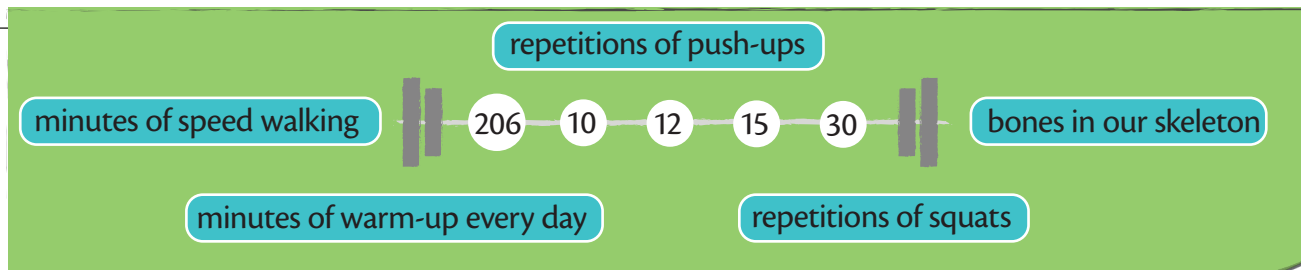 repetitions of push-ups
minutes of speed walking
206 10 12 15 30
bones in our skeleton
minutes of warm-up every day
repetitions of squats